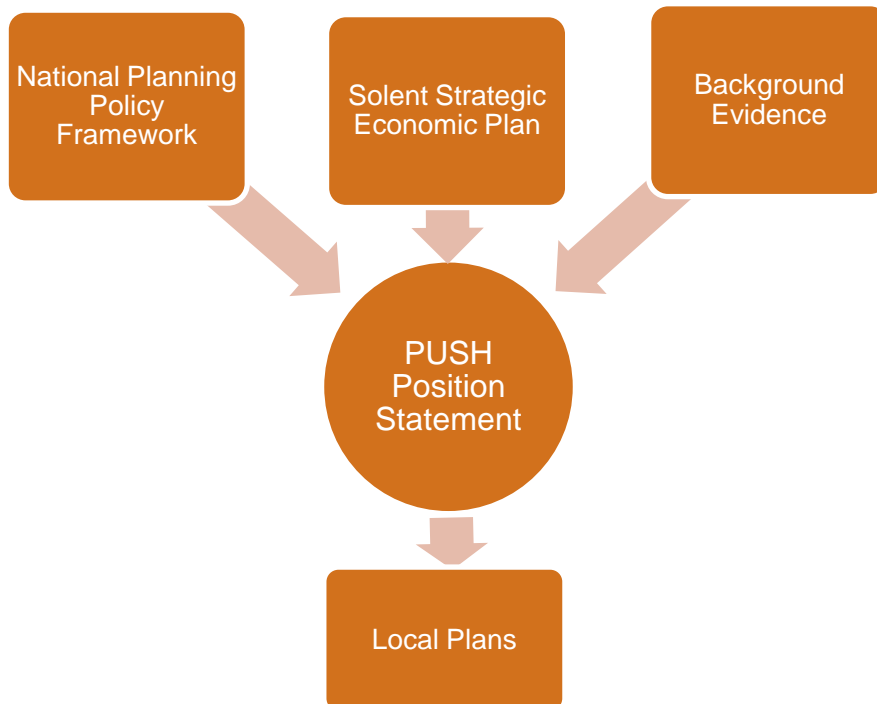 National Planning
Policy
Framework
Solent Strategic
Economic Plan
Background
Evidence
PUSH
Position
Statement
Local Plans